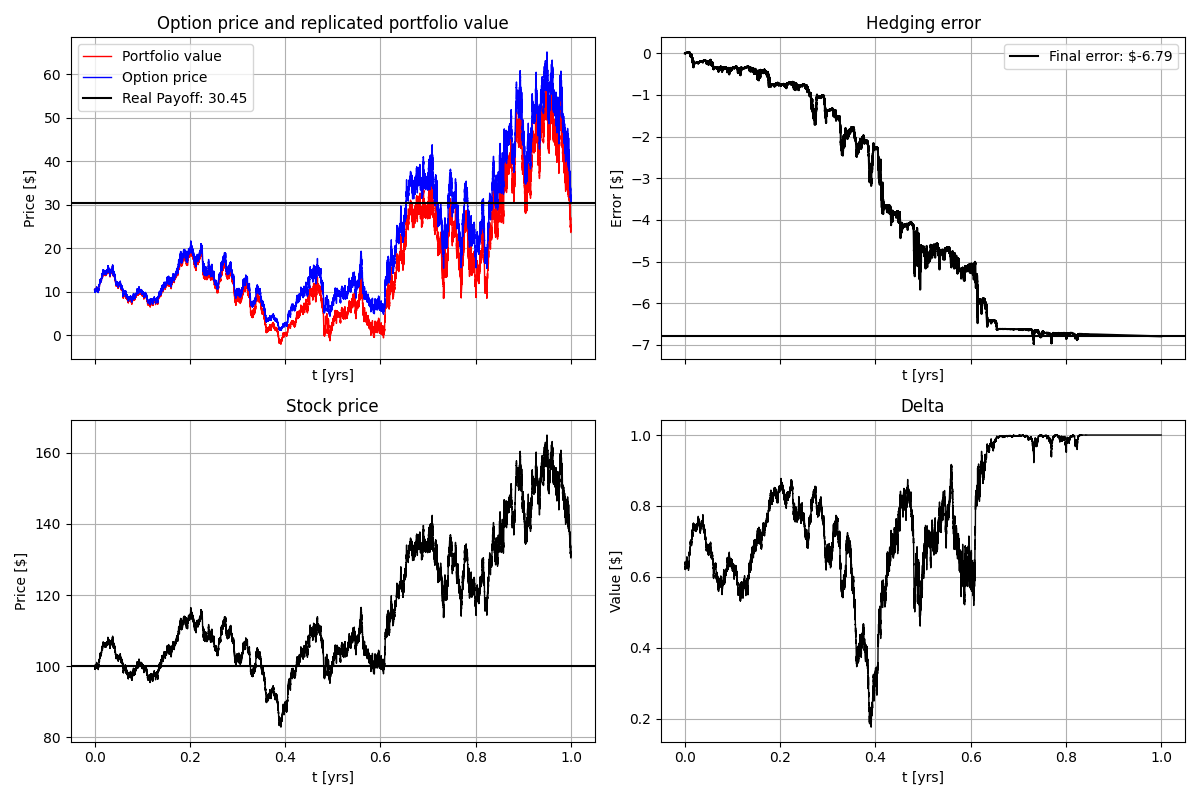 Option price and replicated portfolio value
Portfolio value
Option price
Real Payoff: 30.45
60
50
40
30
20
10
0
Price [$]
t [yrs]
Hedging error
Final error: $-6.79
0
−1
−2
−3
−4
−5
−6
−7
Error [$]
t [yrs]
Stock price
160
140
120
100
80
Price [$]
0.0 0.2 0.4 0.6 0.8 1.0
t [yrs]
Delta
1.0
0.8
0.6
0.4
0.2
Value [$]
0.0 0.2 0.4 0.6 0.8 1.0
t [yrs]